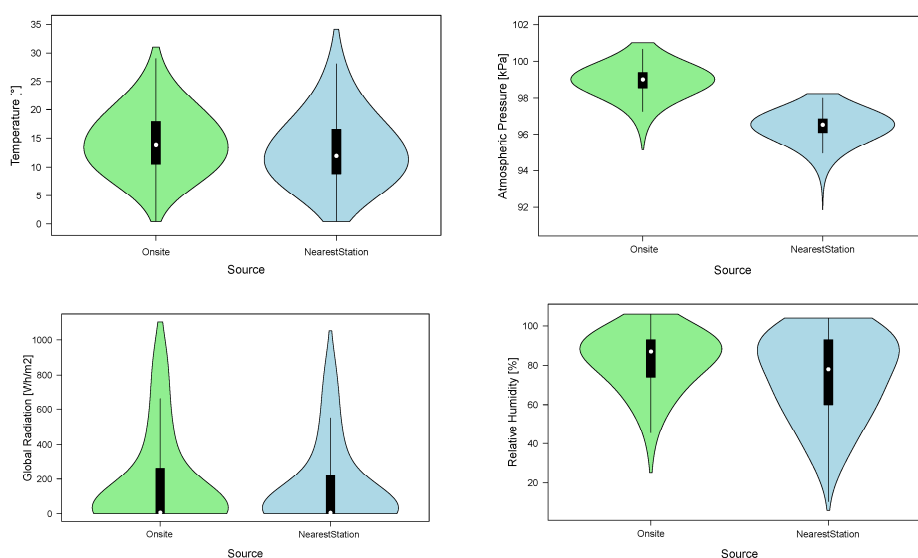 35
30
25
20
15
10
5
0
Temperature .°]
Onsite
NearestStation
Source
102
100
98
96
94
92
Atmospheric Pressure [kPa]
Onsite
NearestStation
Source
1000
800
600
400
200
0
Global Radiation [Wh/m2]
Onsite
NearestStation
Source
100
80
60
40
20
Relative Humidity [%]
Onsite
NearestStation
Source